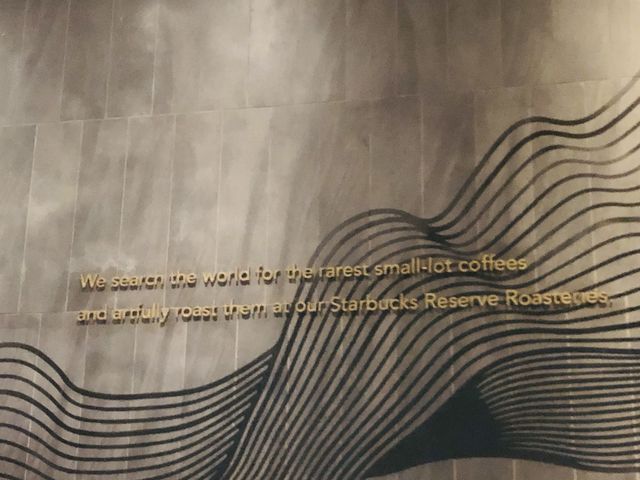 We search the world for the rarest small-lot coffees
and artfully roast them at our Starbucks Reserve Roasteries.